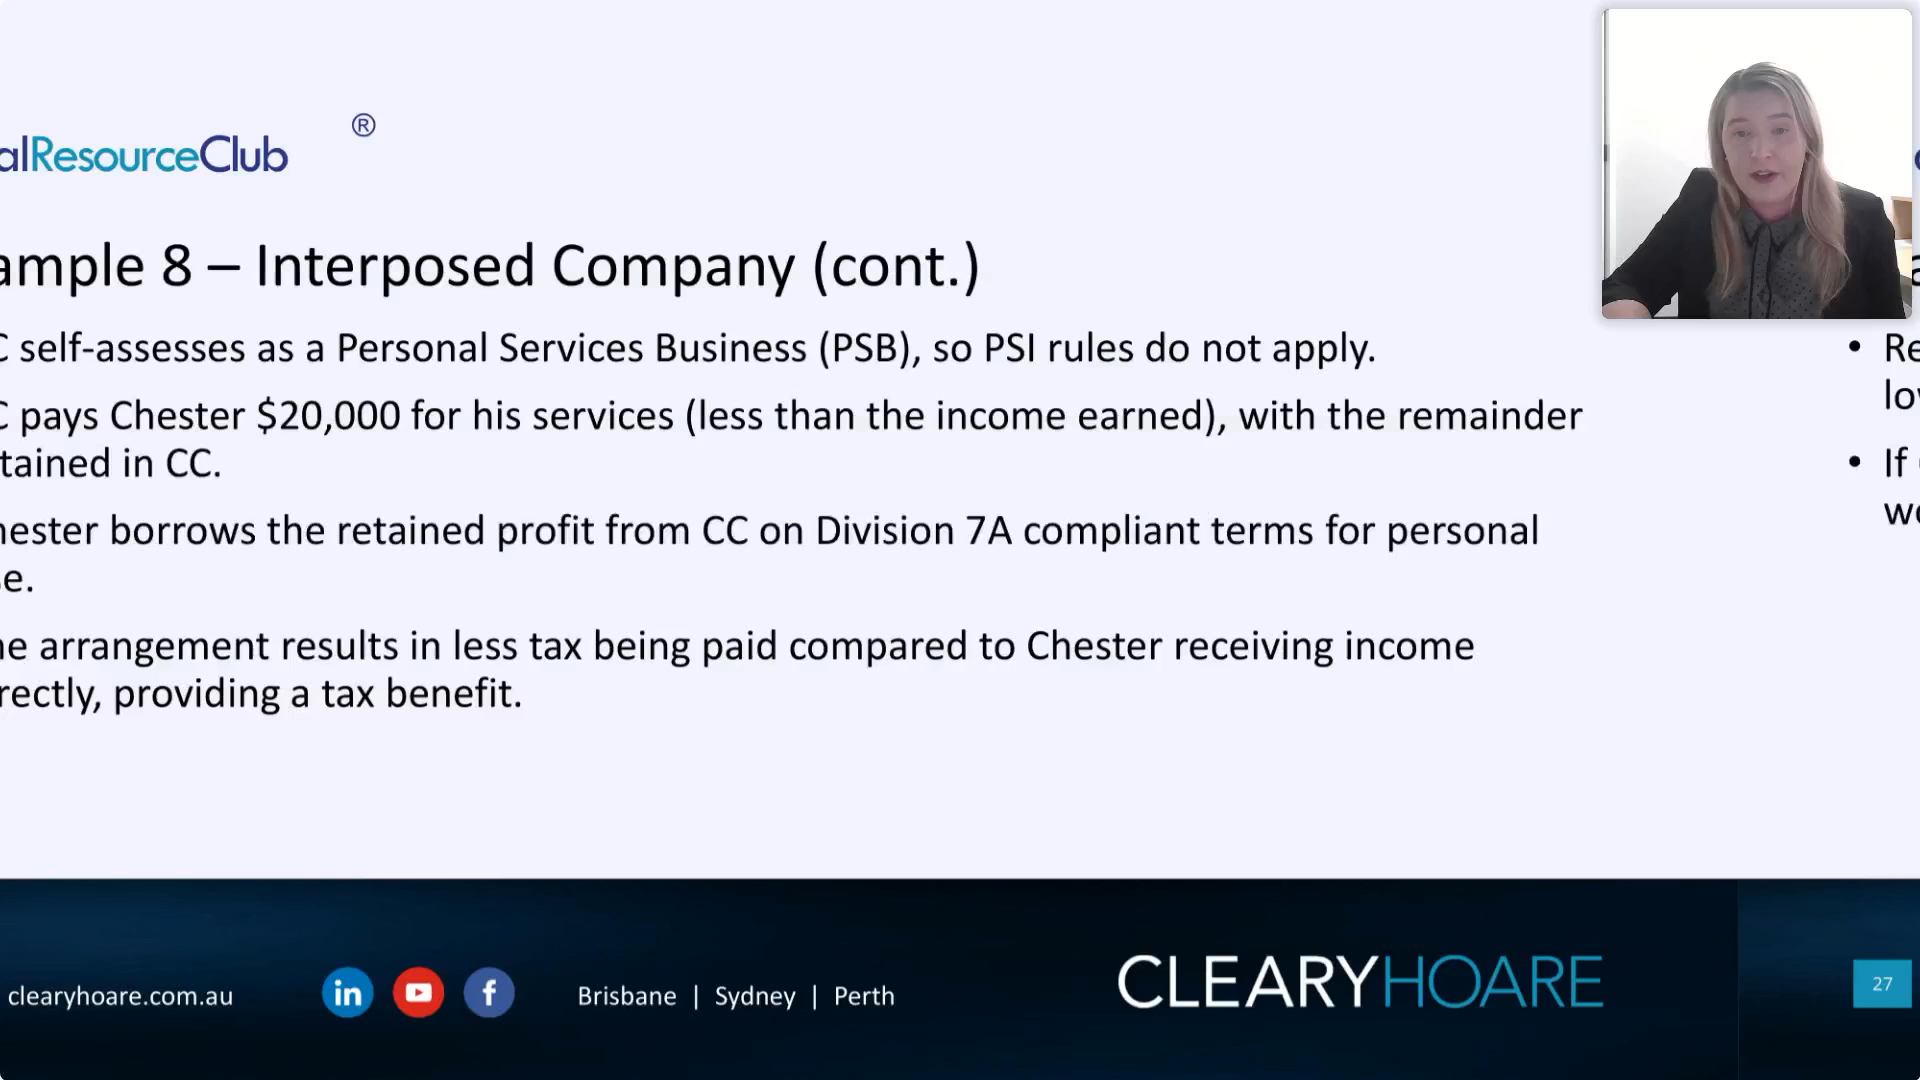 alResourceClub ®
ample 8 – Interposed Company (cont.)
C self-assesses as a Personal Services Business (PSB), so PSI rules do not apply.
C pays Chester $20,000 for his services (less than the income earned), with the remainder
tained in CC.
hester borrows the retained profit from CC on Division 7A compliant terms for personal
e.
he arrangement results in less tax being paid compared to Chester receiving income
rectly, providing a tax benefit.
• Re
lov
• If
wo
clearyhoare.com.au
in
f
Brisbane | Sydney | Perth
CLEARYHOARE
27